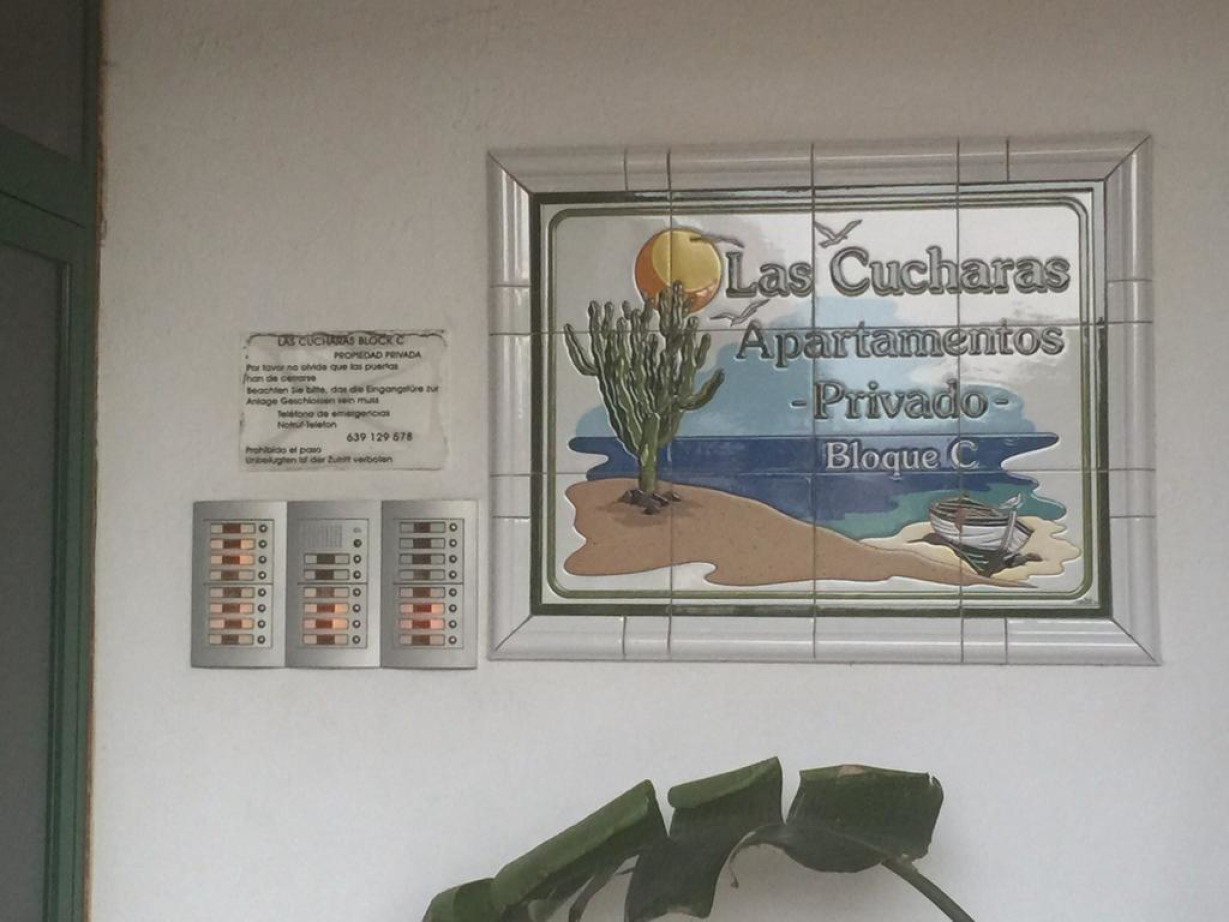 LAS CUCHARAS BLOCK C
PROPIEDAD PRIVADA
Por favor no olvide que las puertas
han de cerrarse
Beachten Sie bitte, das die Eingangstüre zur
Anlage Geschlossen sein muss
Teléfono de emergencias
Notruf-Telefon
639 129 578
Prohibido el paso
Unbefugten ist der Zutritt verboten
Las Cucharas
Apartamentos
-Privado-
Bloque C